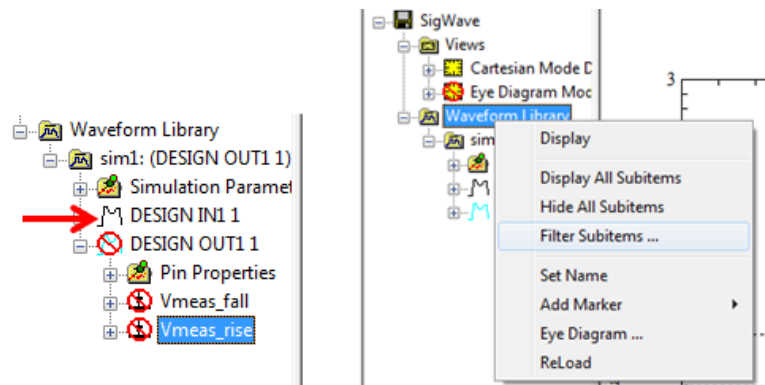 Waveform Library
sim1: (DESIGN OUT1 1)
Simulation Paramet
DESIGN IN1 1
DESIGN OUT1 1
Pin Properties
Vmeas_fall
Vmeas_rise
SigWave
Views
Cartesian Mode D
Eye Diagram Moc
Waveform Library
sim
Display
Display All Subitems
Hide All Subitems
Filter Subitems ...
Set Name
Add Marker
Eye Diagram ...
ReLoad
3